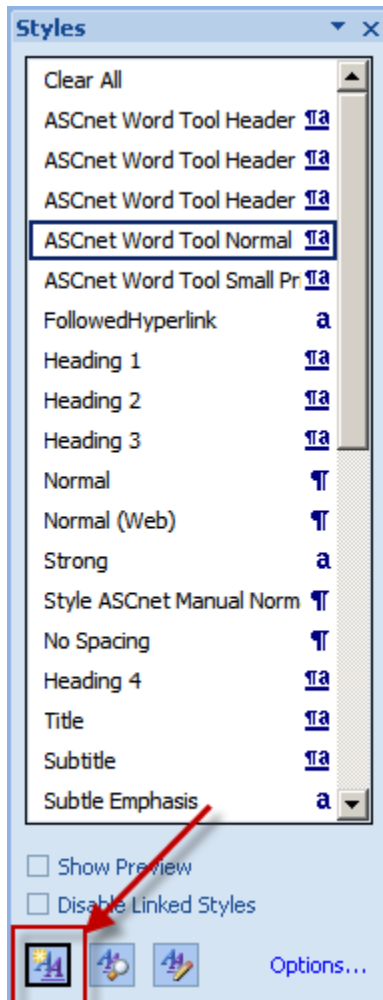 Styles
Clear All
ASCnet Word Tool Header ¶a
ASCnet Word Tool Header ¶a
ASCnet Word Tool Header ¶a
ASCnet Word Tool Normal ¶a
ASCnet Word Tool Small Pri ¶a
FollowedHyperlink a
Heading 1 ¶a
Heading 2 ¶a
Heading 3 ¶a
Normal ¶
Normal (Web) ¶
Strong a
Style ASCnet Manual Norm ¶
No Spacing ¶
Heading 4 ¶a
Title ¶a
Subtitle ¶a
Subtle Emphasis a
Show Preview
Disable Linked Styles
Options...